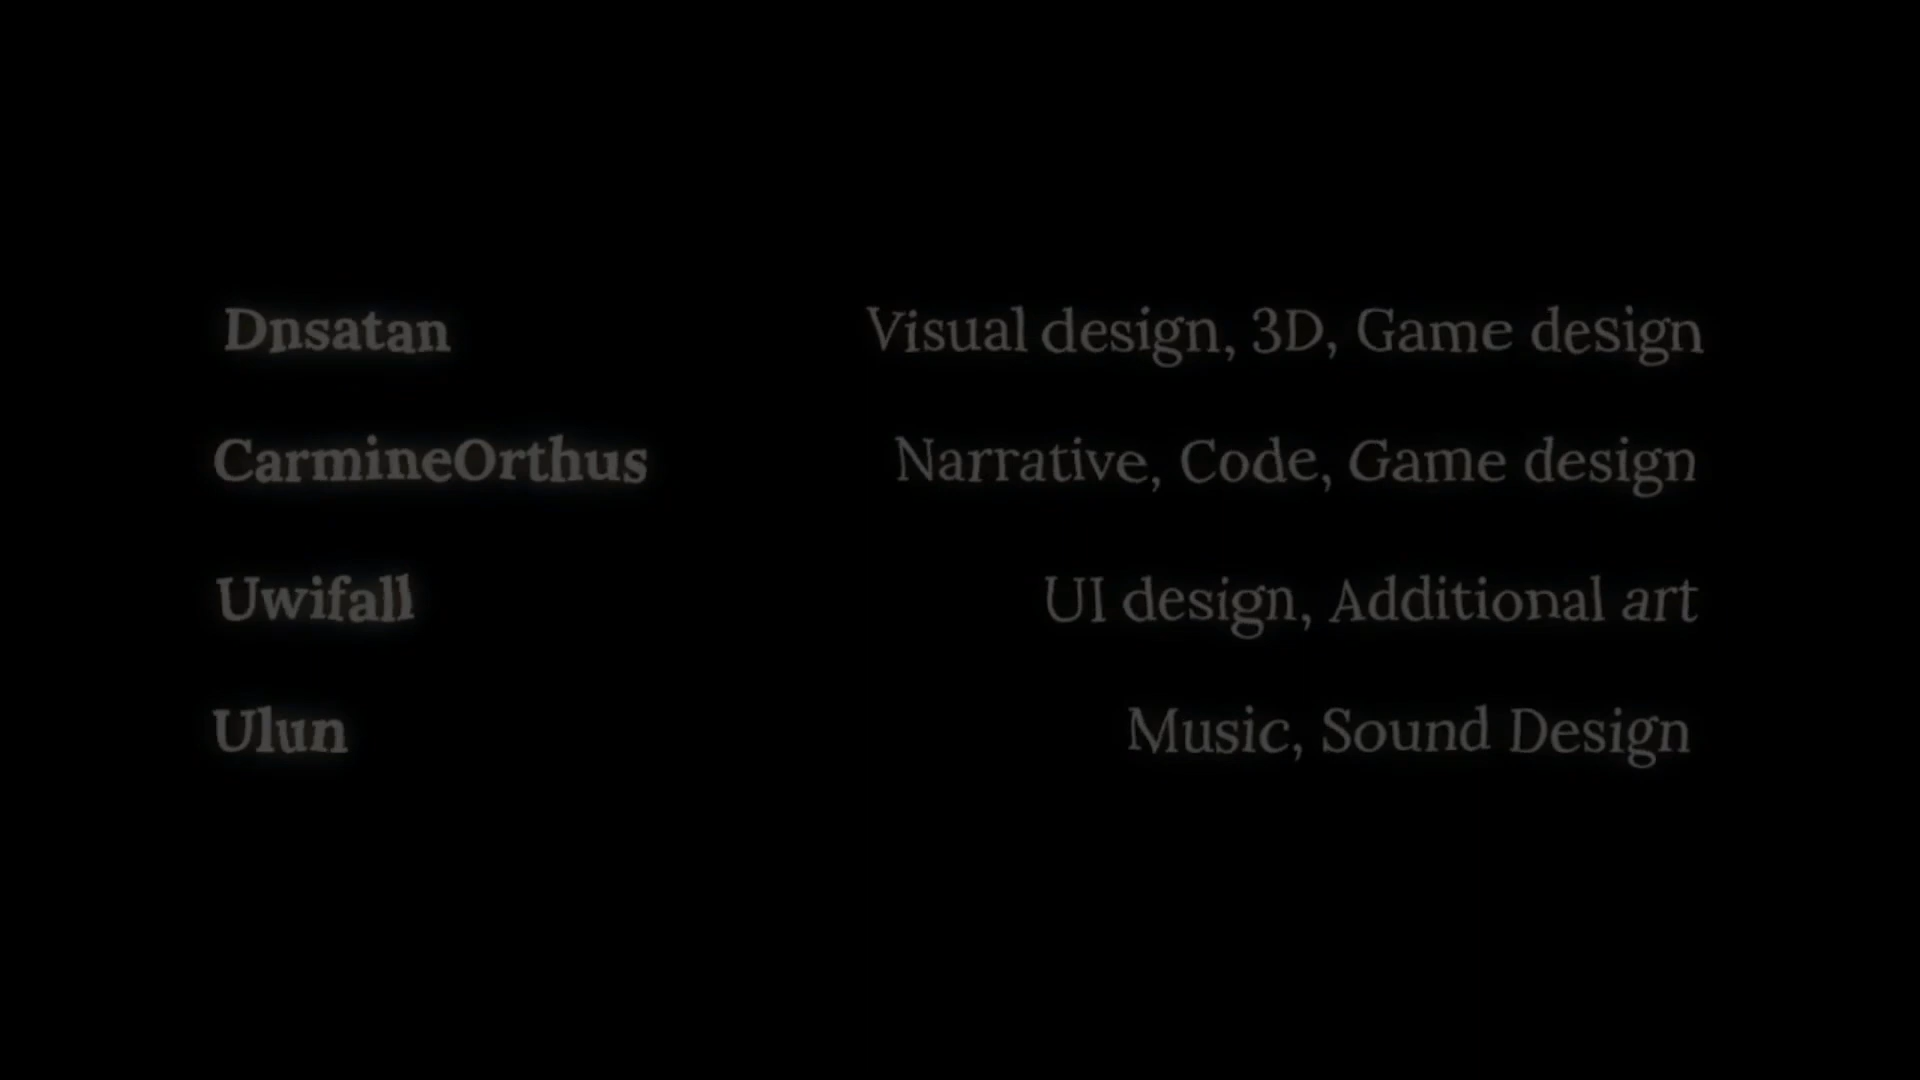 Dnsatan Visual design, 3D, Game design
CarmineOrthus Narrative, Code, Game design
Uwifall UI design, Additional art
Ulun Music, Sound Design